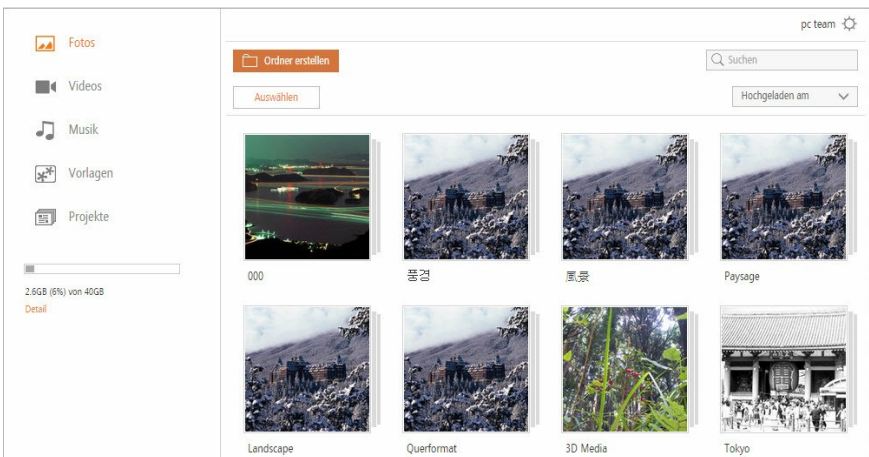 pc team
Fotos
Videos
Musik
Vorlagen
Projekte
2.6GB (6%) von 40GB
Detail
Ordner erstellen
Suchen
Auswählen
Hochgeladen am
000
풍경
風景
Paysage
Landscape
Querformat
3D Media
Tokyo